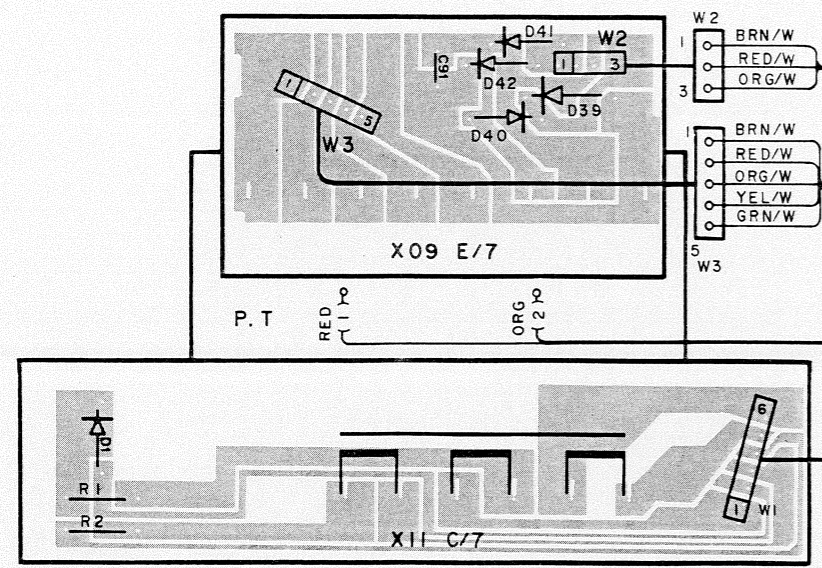 W2
BRN/W
1
RED/W
3
ORG/W
D41
W2
1
3
C91
D42
D39
D40
1
5
W3
1
BRN/W
RED/W
ORG/W
YEL/W
GRN/W
5
W3
X09 E/7
P.T
RED
(1)
ORG
(2)
D1
R1
R2
6
1
W1
X11 C/7